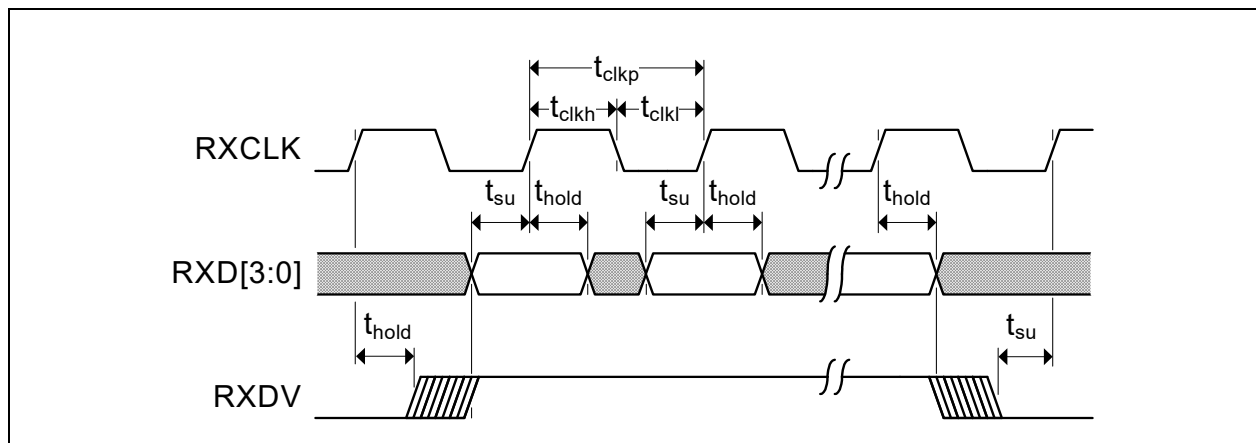 t_clkp
t_clkh t_clkl
RXCLK
t_su t_hold t_su t_hold t_hold
RXD[3:0]
t_hold t_su
RXDV